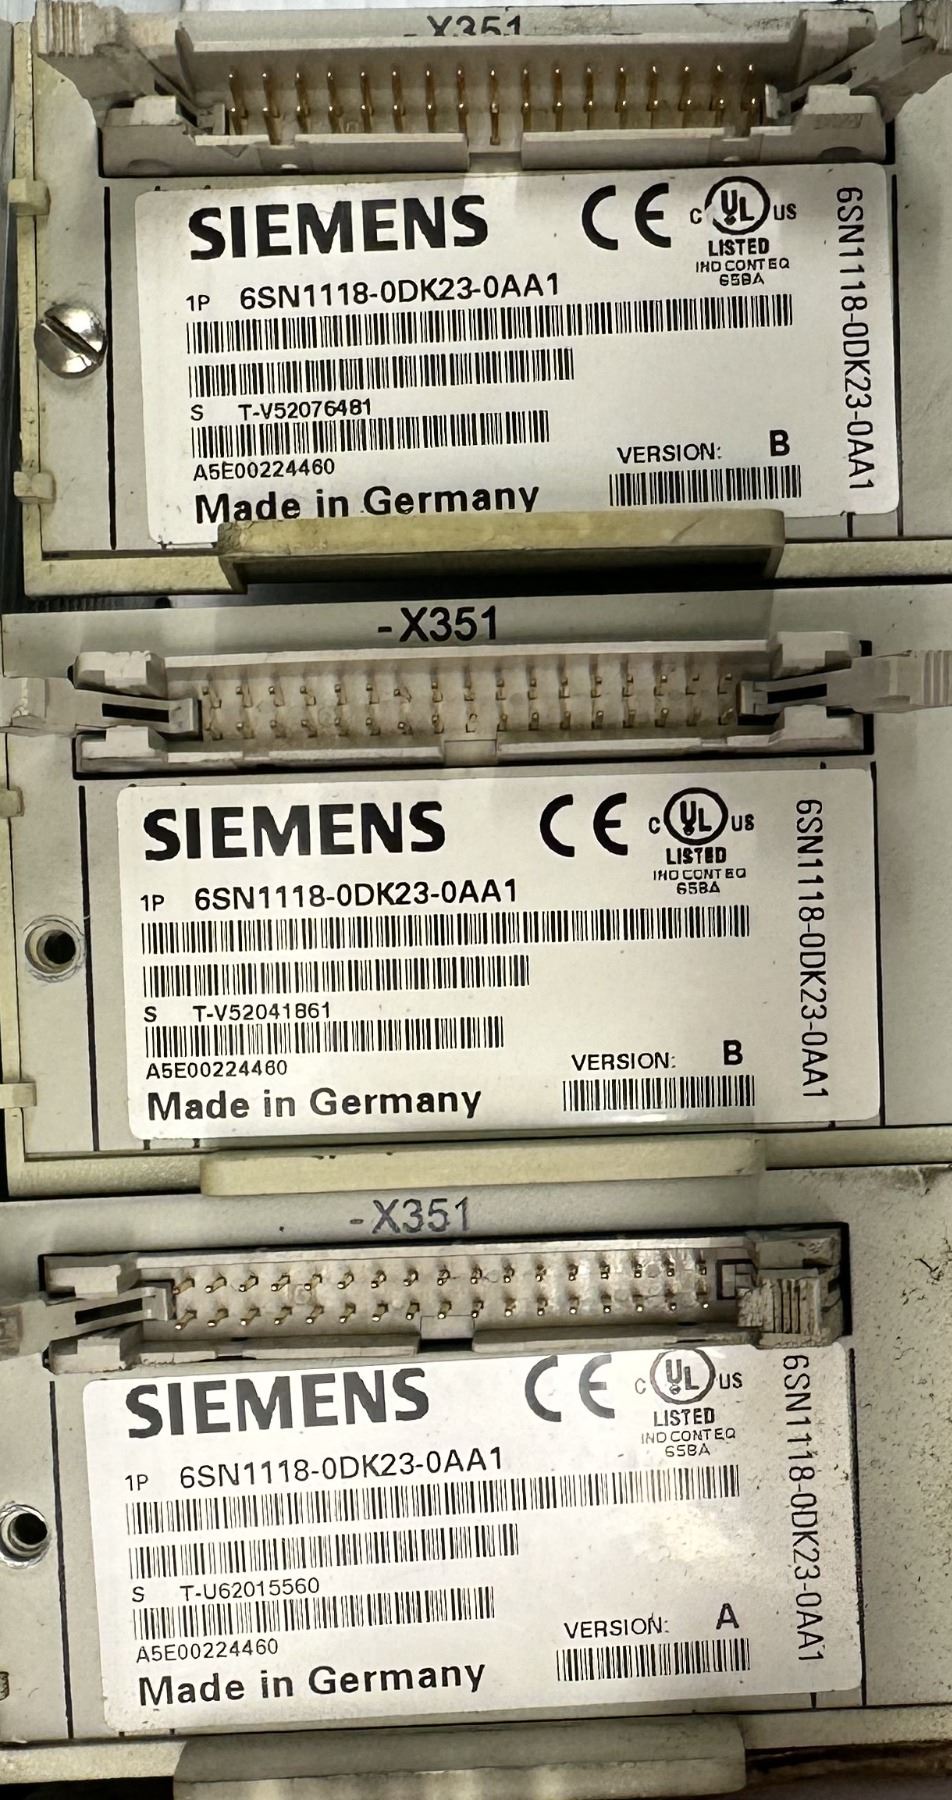 -X351
SIEMENS
CE
C UL US
LISTED
IND CONT EQ
65BA
1P 6SN1118-0DK23-0AA1
S T-V52076481
A5E00224460
VERSION: B
Made in Germany
6SN1118-0DK23-0AA1
-X351
SIEMENS
CE
C UL US
LISTED
IND CONT EQ
65BA
1P 6SN1118-0DK23-0AA1
S T-V52041861
A5E00224460
VERSION: B
Made in Germany
6SN1118-0DK23-0AA1
-X351
SIEMENS
CE
C UL US
LISTED
IND CONT EQ
65BA
1P 6SN1118-0DK23-0AA1
S T-U62015560
A5E00224460
VERSION: A
Made in Germany
6SN1118-0DK23-0AA1